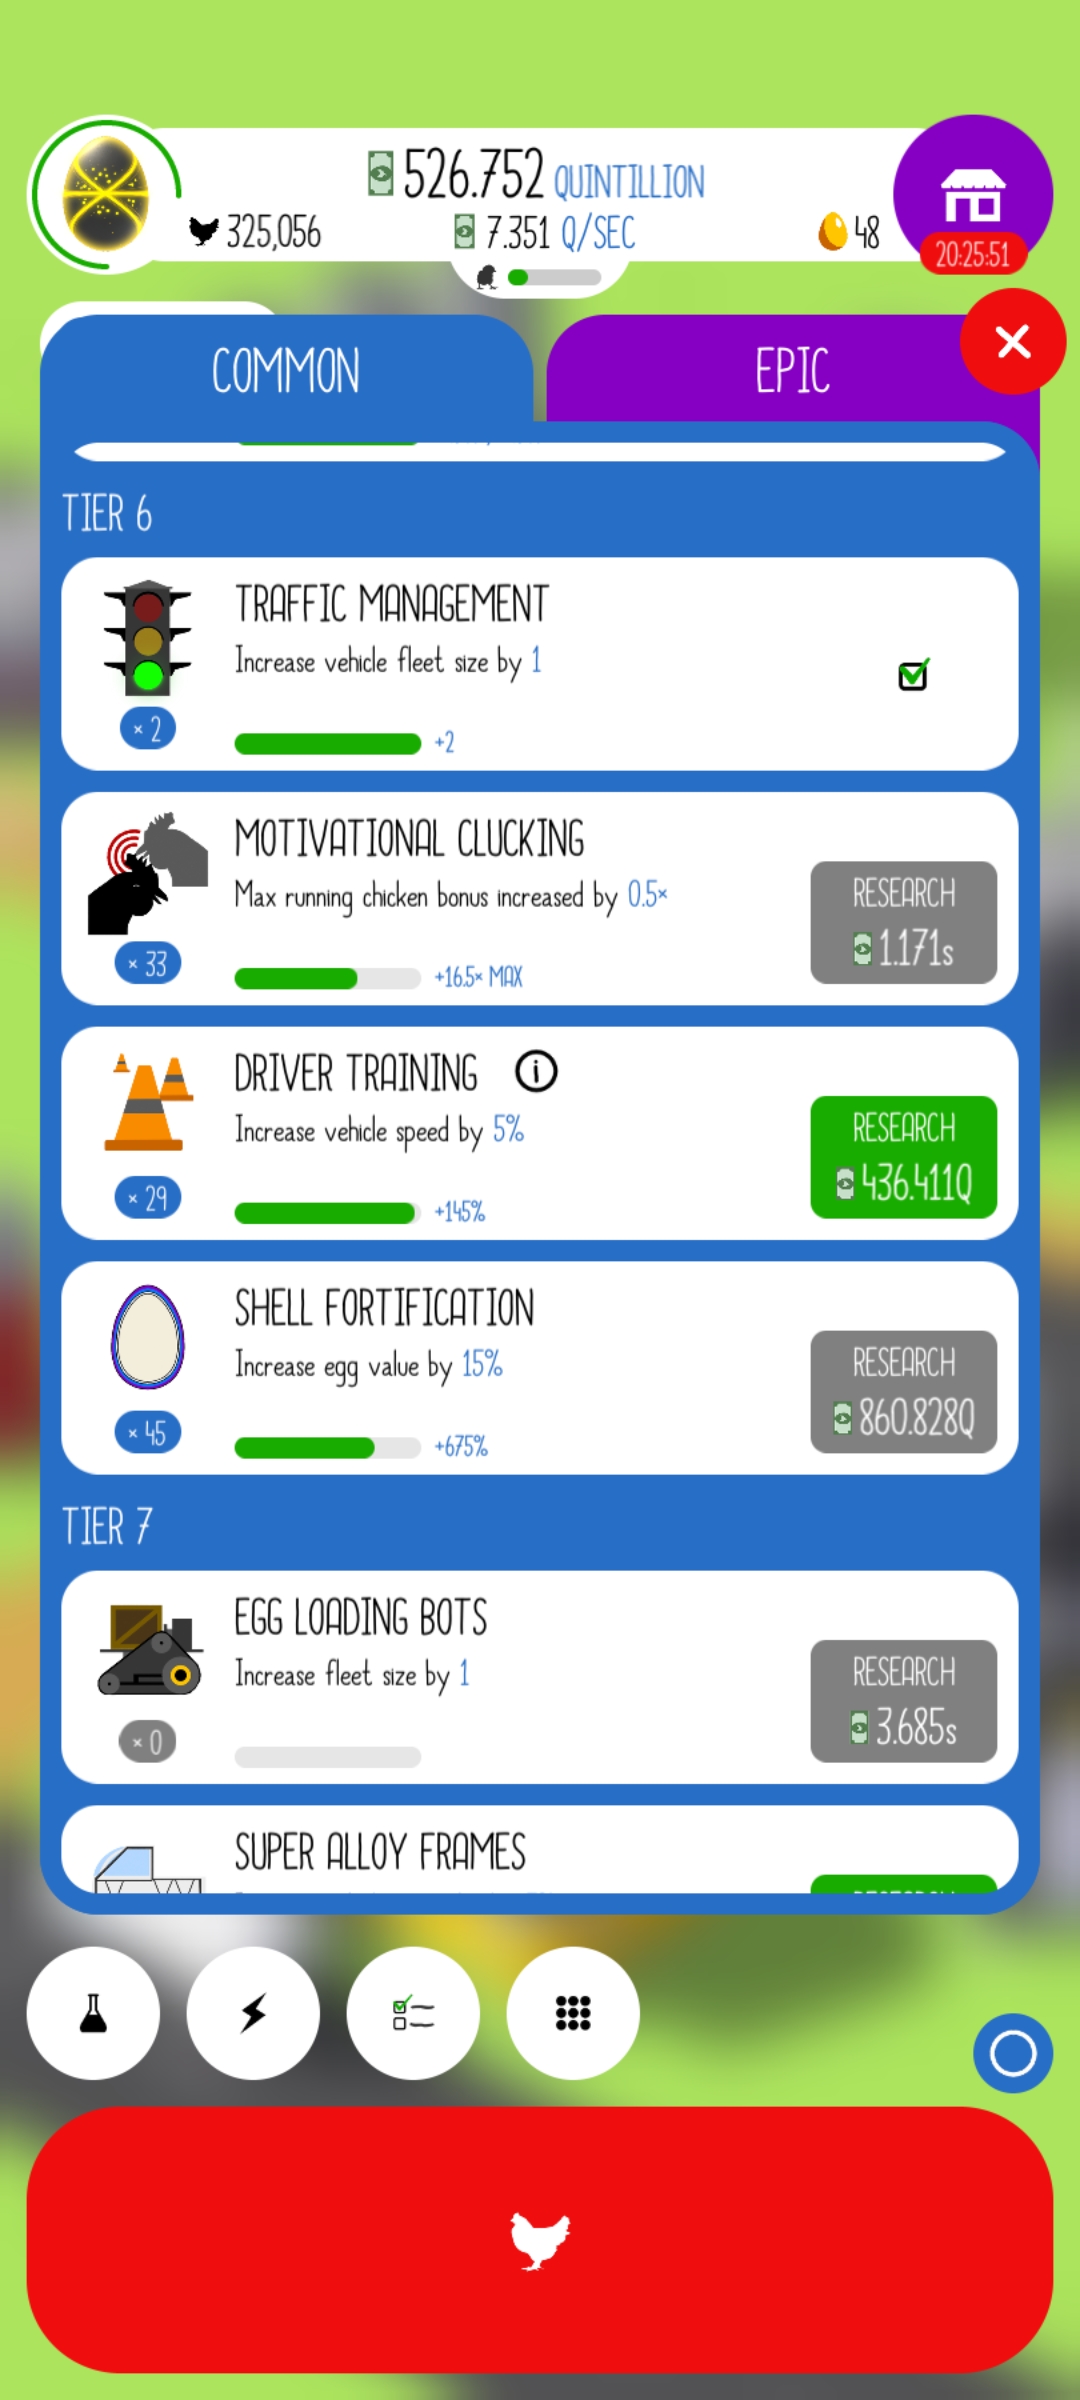 526.752 QUINTILLION
325,056
7.351 Q/SEC
48
20:25:51
COMMON
EPIC
TIER 6
TRAFFIC MANAGEMENT
Increase vehicle fleet size by 1
× 2
+2
MOTIVATIONAL CLUCKING
Max running chicken bonus increased by 0.5×
RESEARCH
1.171s
× 33
+16.5× MAX
DRIVER TRAINING
Increase vehicle speed by 5%
RESEARCH
436.411Q
× 29
+145%
SHELL FORTIFICATION
Increase egg value by 15%
RESEARCH
860.828Q
× 45
+675%
TIER 7
EGG LOADING BOTS
Increase fleet size by 1
RESEARCH
3.685s
× 0
SUPER ALLOY FRAMES